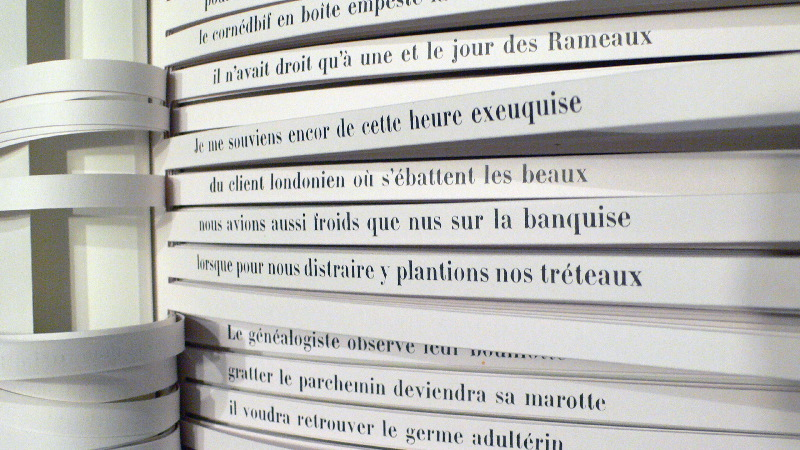 le cornédbif en boîte empeste
il n'avait droit qu'à une et le jour des Rameaux
Je me souviens encor de cette heure exeuquise
du client londonien où s'ébattent les beaux
nous avions aussi froids que nus sur la banquise
lorsque pour nous distraire y plantions nos tréteaux
Le généalogiste observe leur bouillotte
gratter le parchemin deviendra sa marotte
il voudra retrouver le germe adultérin